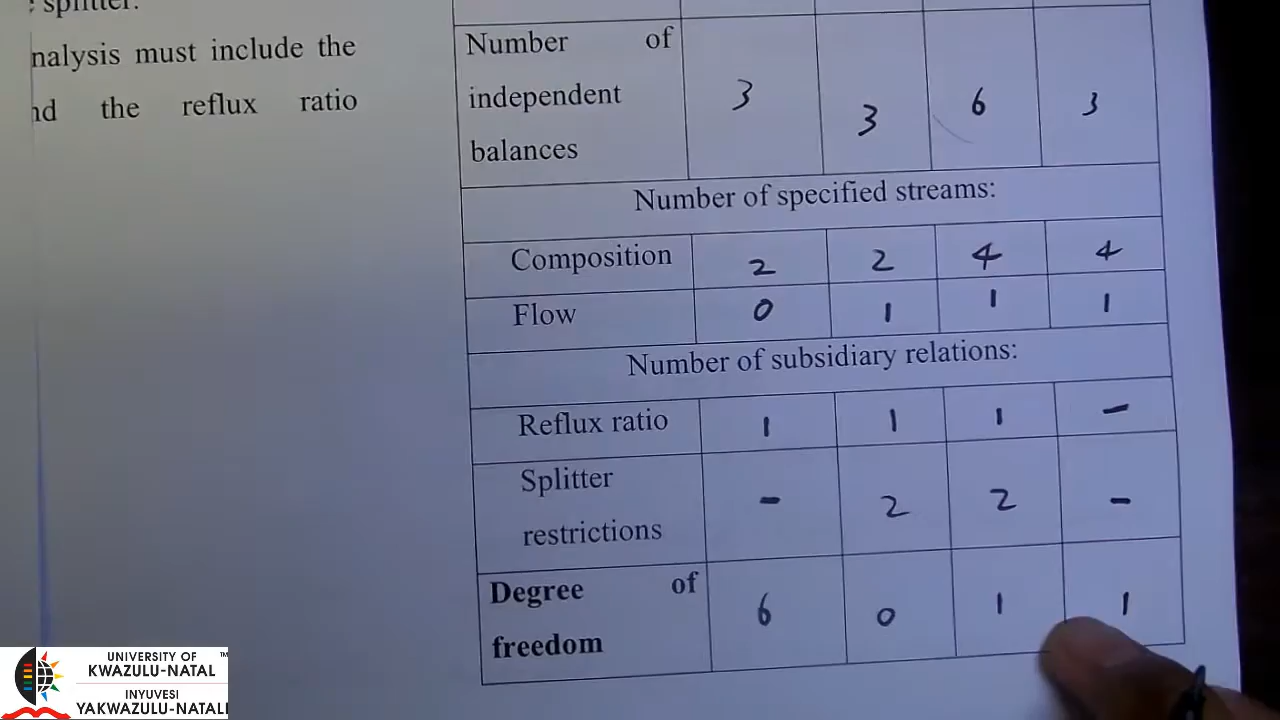 : splitter.
nalysis must include the
nd the reflux ratio
Number of
independent
balances
3 3 6 3
Number of specified streams:
Composition 2 2 4 4
Flow 0 1 1 1
Number of subsidiary relations:
Reflux ratio 1 1 1 -
Splitter
restrictions
- 2 2 -
Degree of
freedom
6 0 1 1
UNIVERSITY OF ™
KWAZULU-NATAL
INYUVESI
YAKWAZULU-NATALI